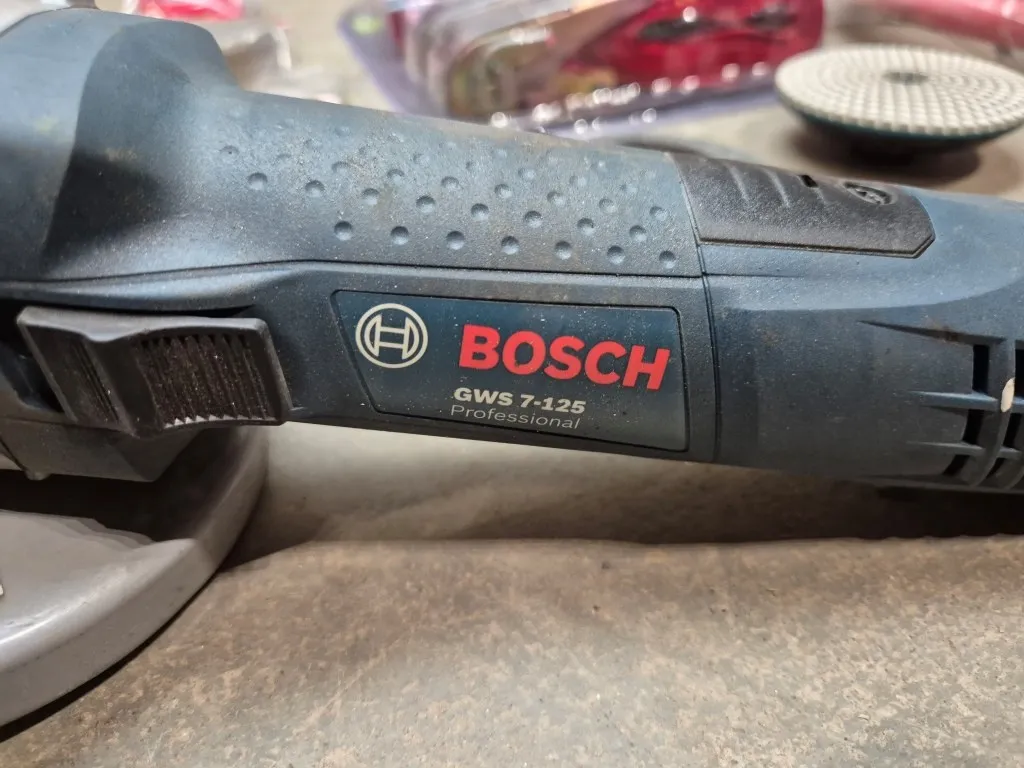 BOSCH
GWS 7-125
Professional